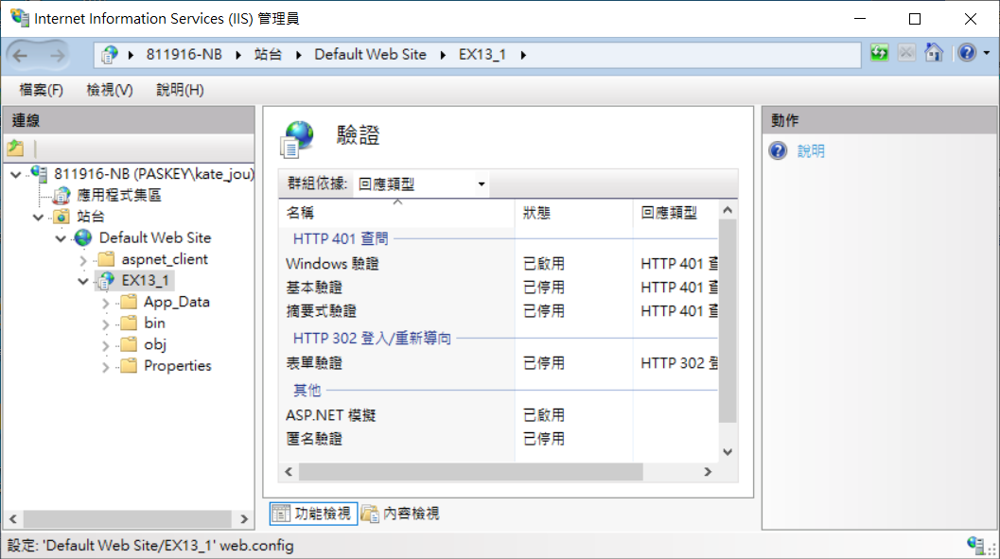 Internet Information Services (IIS) 管理員
811916-NB 站台 Default Web Site EX13_1
檔案(F) 檢視(V) 說明(H)
連線
811916-NB (PASKEY\kate_jou)
應用程式集區
站台
Default Web Site
aspnet_client
EX13_1
App_Data
bin
obj
Properties
驗證
群組依據: 回應類型
名稱 狀態 回應類型
HTTP 401 查問
Windows 驗證 已啟用 HTTP 401 查
基本驗證 已停用 HTTP 401 查
摘要式驗證 已停用 HTTP 401 查
HTTP 302 登入/重新導向
表單驗證 已停用 HTTP 302 登
其他
ASP.NET 模擬 已啟用
匿名驗證 已停用
功能檢視 內容檢視
動作
說明
設定: 'Default Web Site/EX13_1' web.config